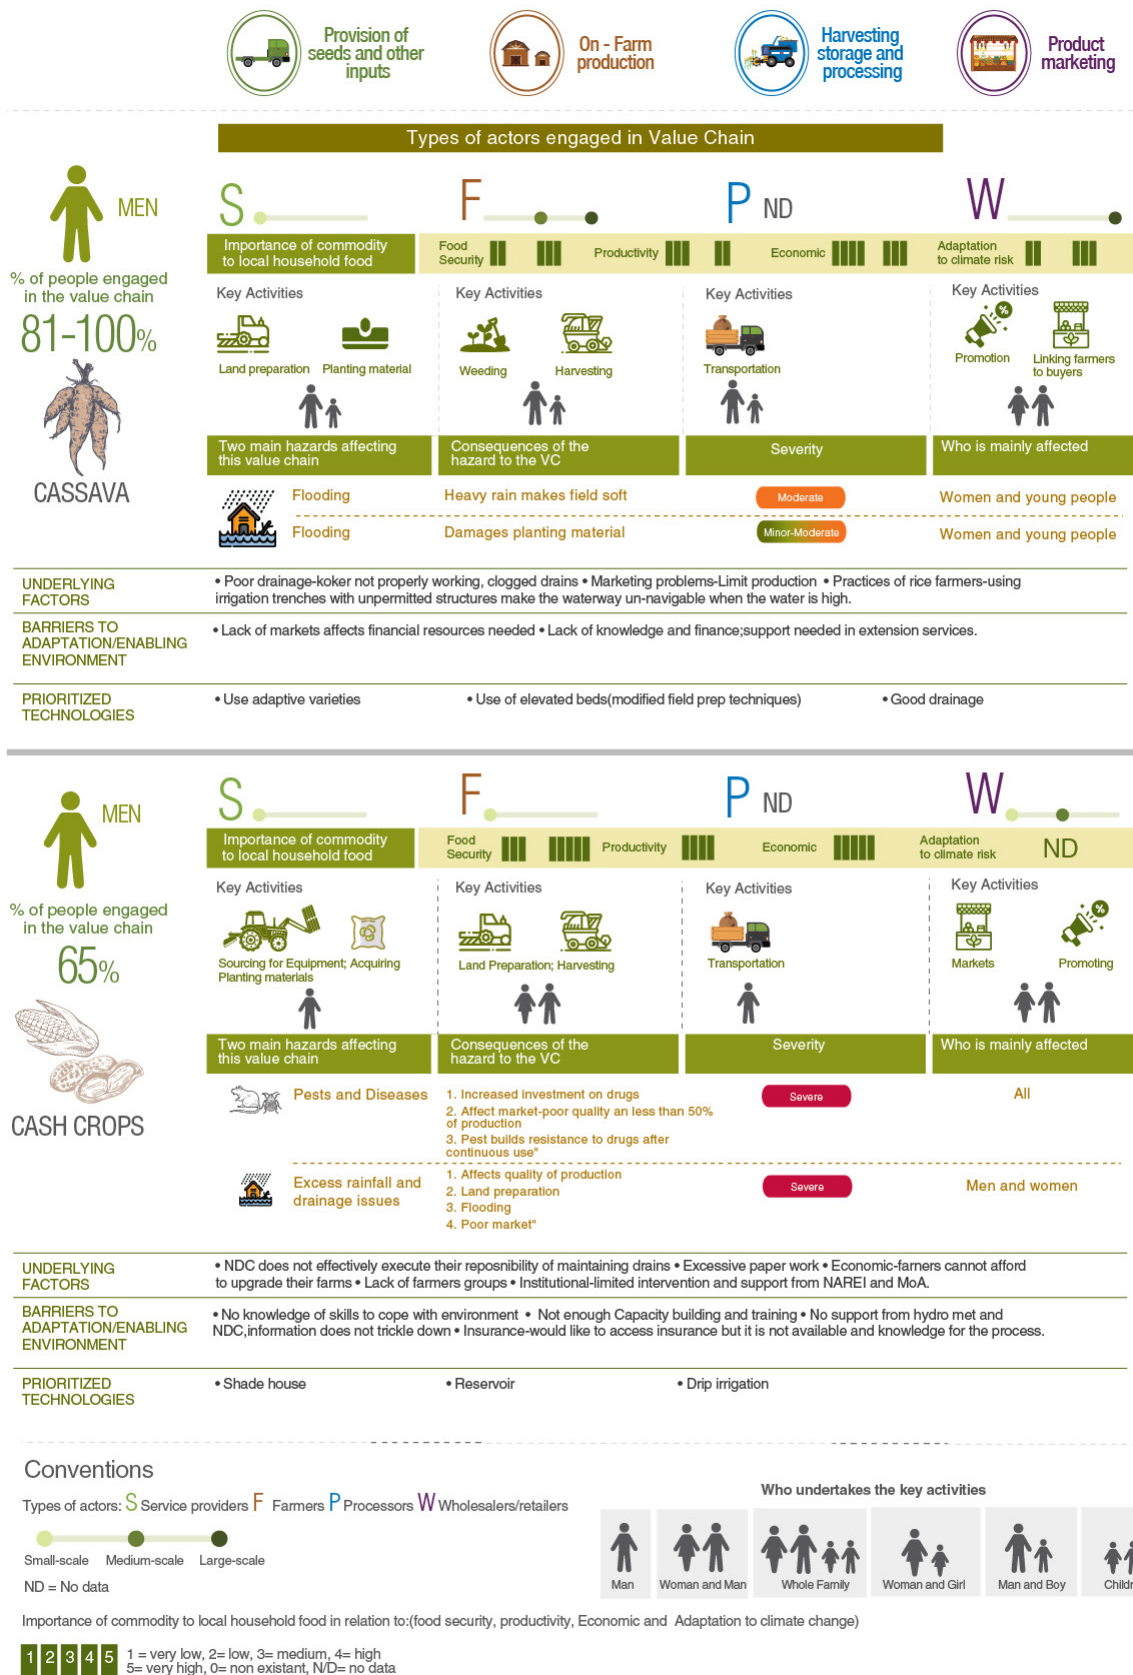 Provision of
seeds and other
inputs
On - Farm
production
Harvesting
storage and
processing
Product
marketing
Types of actors engaged in Value Chain
MEN
S
F
P ND
W
% of people engaged
in the value chain
81-100%
CASSAVA
Importance of commodity
to local household food
Food
Security
Productivity
Economic
Adaptation
to climate risk
Key Activities
Key Activities
Key Activities
Key Activities
Land preparation
Planting material
Weeding
Harvesting
Transportation
Promotion
Linking farmers
to buyers
%
Two main hazards affecting
this value chain
Consequences of the
hazard to the VC
Severity
Who is mainly affected
Flooding
Heavy rain makes field soft
Moderate
Women and young people
Flooding
Damages planting material
Minor-Moderate
Women and young people
UNDERLYING
FACTORS
• Poor drainage-koker not properly working, clogged drains • Marketing problems-Limit production • Practices of rice farmers-using
irrigation trenches with unpermitted structures make the waterway un-navigable when the water is high.
BARRIERS TO
ADAPTATION/ENABLING
ENVIRONMENT
• Lack of markets affects financial resources needed • Lack of knowledge and finance;support needed in extension services.
PRIORITIZED
TECHNOLOGIES
• Use adaptive varieties
• Use of elevated beds(modified field prep techniques)
• Good drainage
MEN
S
F
P ND
W
% of people engaged
in the value chain
65%
CASH CROPS
Importance of commodity
to local household food
Food
Security
Productivity
Economic
Adaptation
to climate risk
ND
Key Activities
Key Activities
Key Activities
Key Activities
Sourcing for Equipment; Acquiring
Planting materials
Land Preparation; Harvesting
Transportation
Markets
Promoting
%
Two main hazards affecting
this value chain
Consequences of the
hazard to the VC
Severity
Who is mainly affected
Pests and Diseases
1. Increased investment on drugs
2. Affect market-poor quality an less than 50%
of production
3. Pest builds resistance to drugs after
continuous use"
Severe
All
Excess rainfall and
drainage issues
1. Affects quality of production
2. Land preparation
3. Flooding
4. Poor market"
Severe
Men and women
UNDERLYING
FACTORS
• NDC does not effectively execute their reposnibility of maintaining drains • Excessive paper work • Economic-farners cannot afford
to upgrade their farms • Lack of farmers groups • Institutional-limited intervention and support from NAREI and MoA.
BARRIERS TO
ADAPTATION/ENABLING
ENVIRONMENT
• No knowledge of skills to cope with environment • Not enough Capacity building and training • No support from hydro met and
NDC,information does not trickle down • Insurance-would like to access insurance but it is not available and knowledge for the process.
PRIORITIZED
TECHNOLOGIES
• Shade house
• Reservoir
• Drip irrigation
Conventions
Types of actors: S Service providers F Farmers P Processors W Wholesalers/retailers
Small-scale
Medium-scale
Large-scale
ND = No data
Who undertakes the key activities
Man
Woman and Man
Whole Family
Woman and Girl
Man and Boy
Importance of commodity to local household food in relation to:(food security, productivity, Economic and Adaptation to climate change)
1 2 3 4 5
1 = very low, 2= low, 3= medium, 4= high
5= very high, 0= non existant, N/D= no data